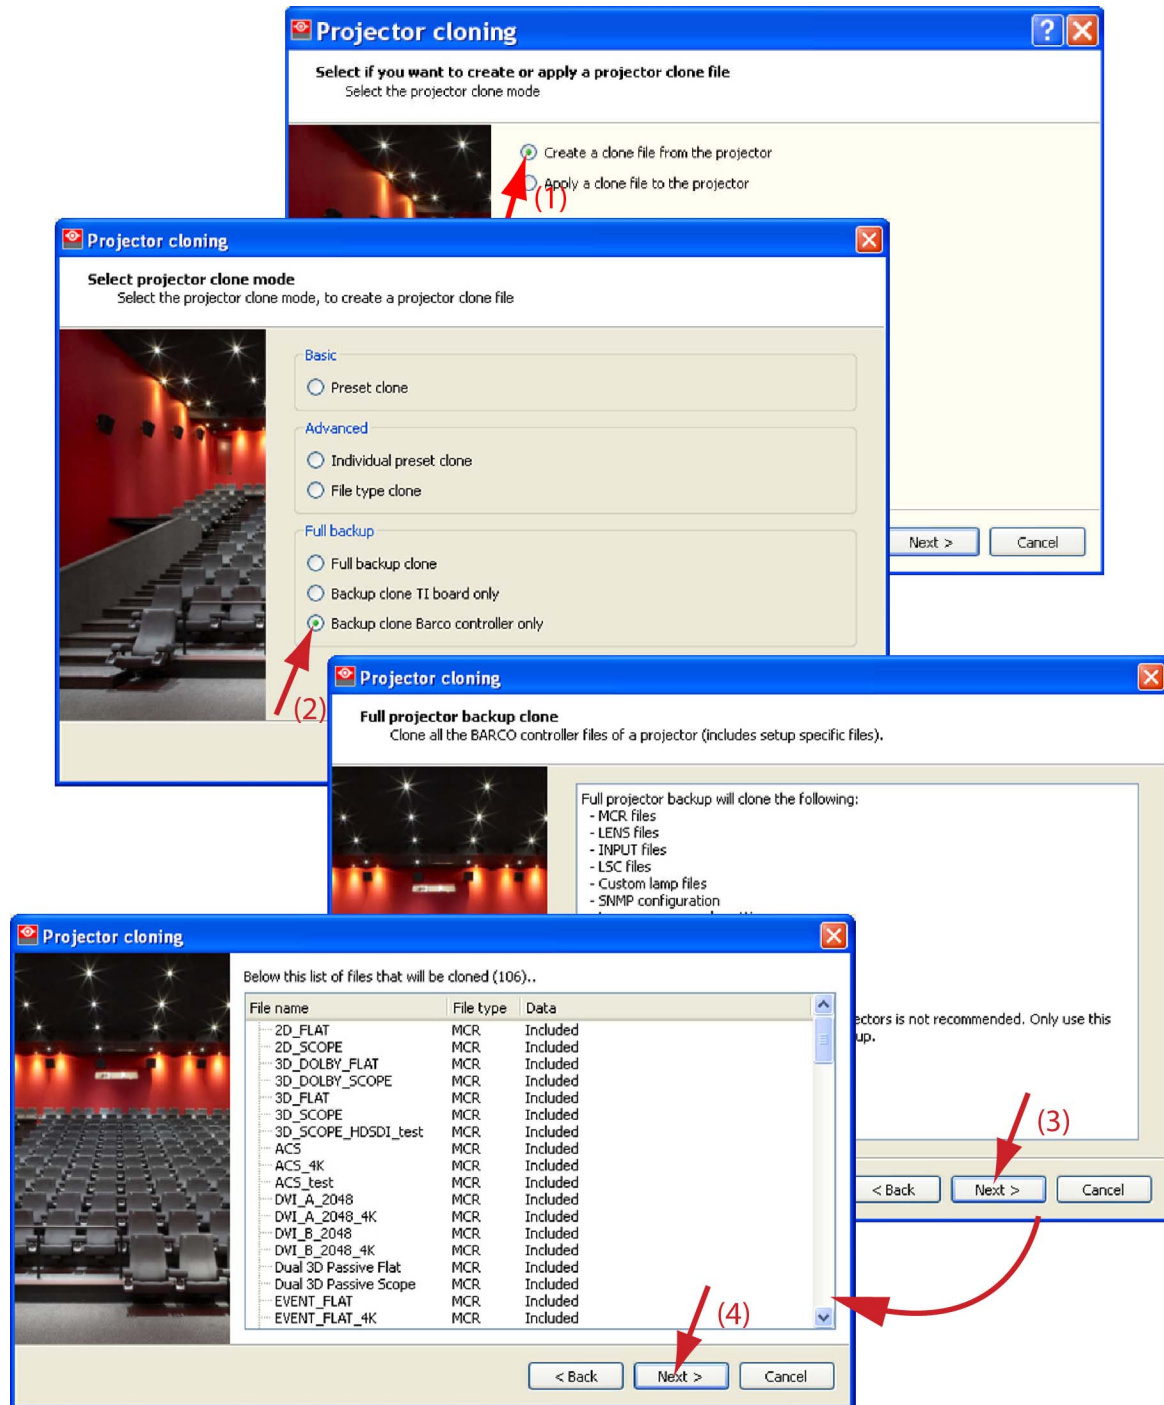 Projector cloning
Select if you want to create or apply a projector clone file
Select the projector clone mode
Create a clone file from the projector
Apply a clone file to the projector
(1)
Next >
Cancel
Projector cloning
Select projector clone mode
Select the projector clone mode, to create a projector clone file
Basic
Preset clone
Advanced
Individual preset clone
File type clone
Full backup
Full backup clone
Backup clone TI board only
Backup clone Barco controller only
(2)
Projector cloning
Full projector backup clone
Clone all the BARCO controller files of a projector (includes setup specific files).
Full projector backup will clone the following:
- MCR files
- LENS files
- INPUT files
- LSC files
- Custom lamp files
- SNMP configuration
ectors is not recommended. Only use this
up.
(3)
< Back
Next >
Cancel
Projector cloning
Below this list of files that will be cloned (106)..
File name File type Data
2D_FLAT MCR Included
2D_SCOPE MCR Included
3D_DOLBY_FLAT MCR Included
3D_DOLBY_SCOPE MCR Included
3D_FLAT MCR Included
3D_SCOPE MCR Included
3D_SCOPE_HDSDI_test MCR Included
ACS MCR Included
ACS_4K MCR Included
ACS_test MCR Included
DVI_A_2048 MCR Included
DVI_A_2048_4K MCR Included
DVI_B_2048 MCR Included
DVI_B_2048_4K MCR Included
Dual 3D Passive Flat MCR Included
Dual 3D Passive Scope MCR Included
EVENT_FLAT MCR Included
EVENT_FLAT_4K MCR Included
(4)
< Back
Next >
Cancel